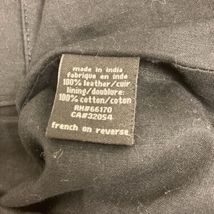 made in india
fabriqué en inde
100% leather/cuir
lining/doublure:
100% cotton/coton
RN#66170
CA#32054
french on reverse